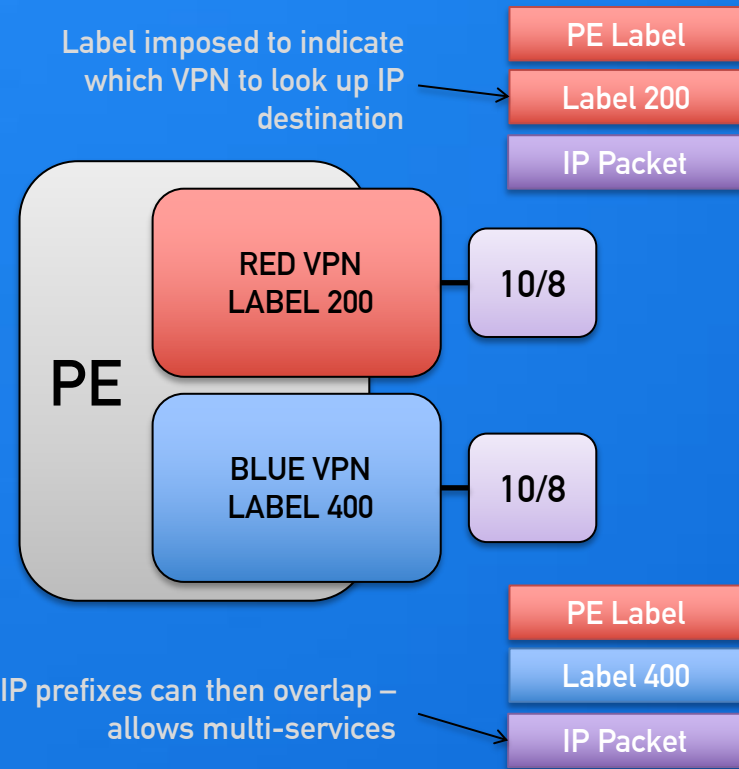 Label imposed to indicate
which VPN to look up IP
destination
PE Label
Label 200
IP Packet
PE
RED VPN
LABEL 200
10/8
BLUE VPN
LABEL 400
10/8
IP prefixes can then overlap –
allows multi-services
PE Label
Label 400
IP Packet